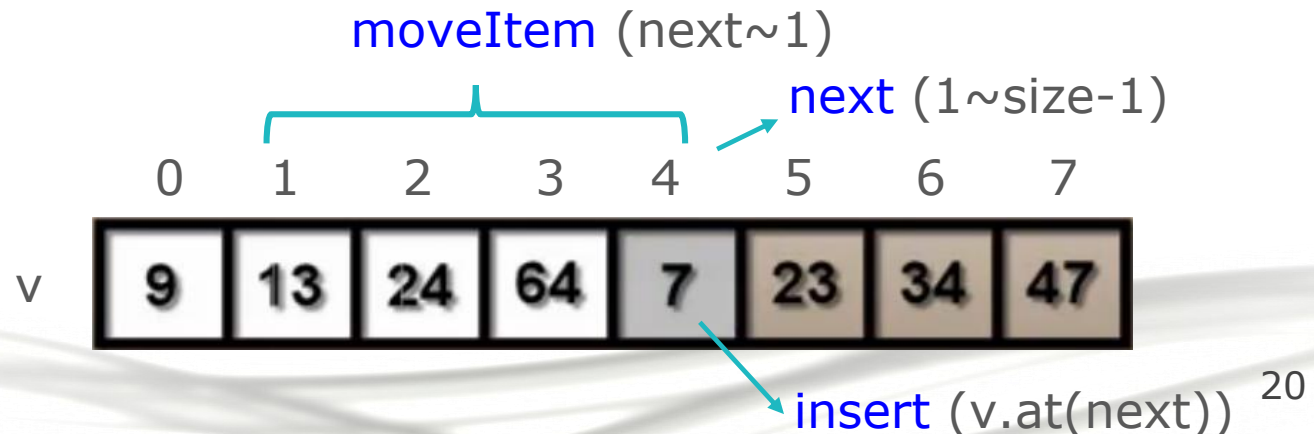 moveItem (next~1)
next (1~size-1)
0 1 2 3 4 5 6 7
v 9 13 24 64 7 23 34 47
insert (v.at(next))
20